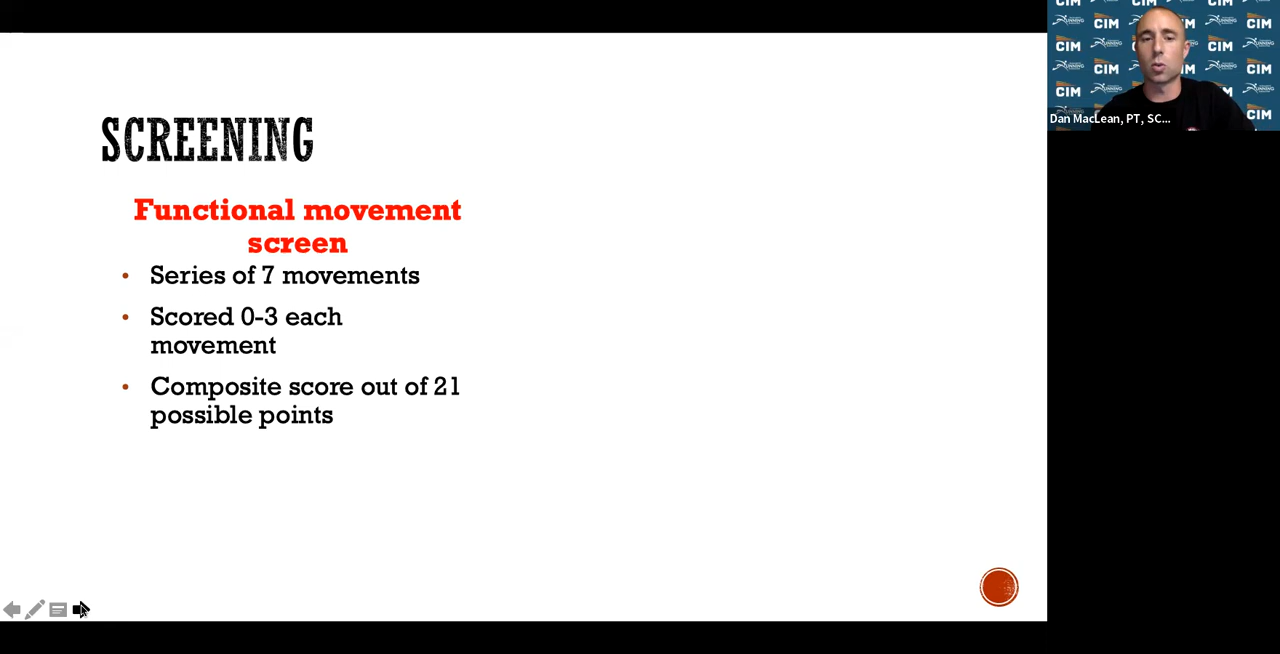 SCREENING
Functional movement
screen
• Series of 7 movements
• Scored 0-3 each
movement
• Composite score out of 21
possible points
CIM
CIM
CIM
CIM
CIM
CIM
CIM
CIM
CIM
Dan MacLean, PT, SC...